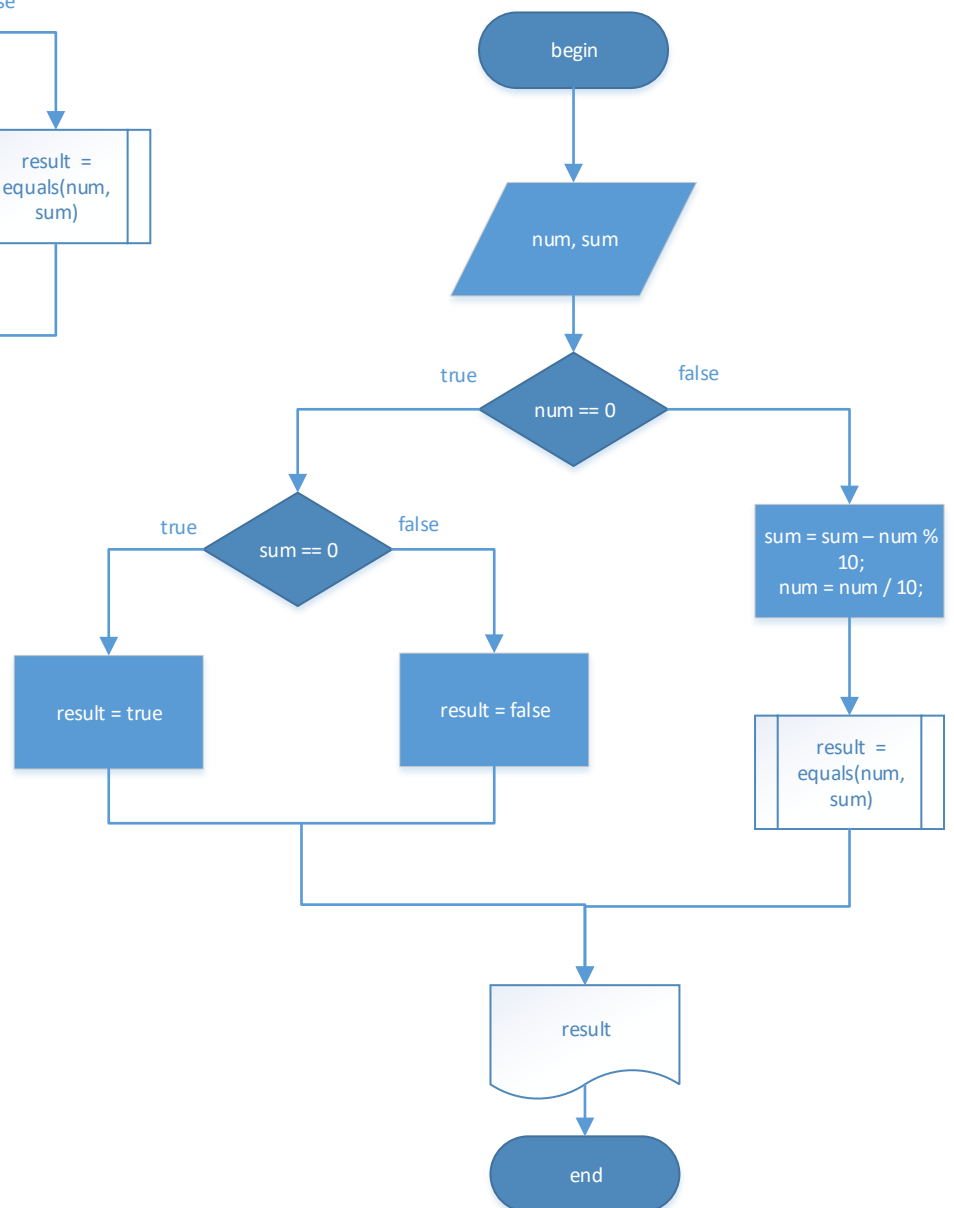 begin
result =
equals(num,
sum)
num, sum
true
false
num == 0
true
false
sum == 0
sum = sum – num %
10;
num = num / 10;
result = true
result = false
result =
equals(num,
sum)
result
end